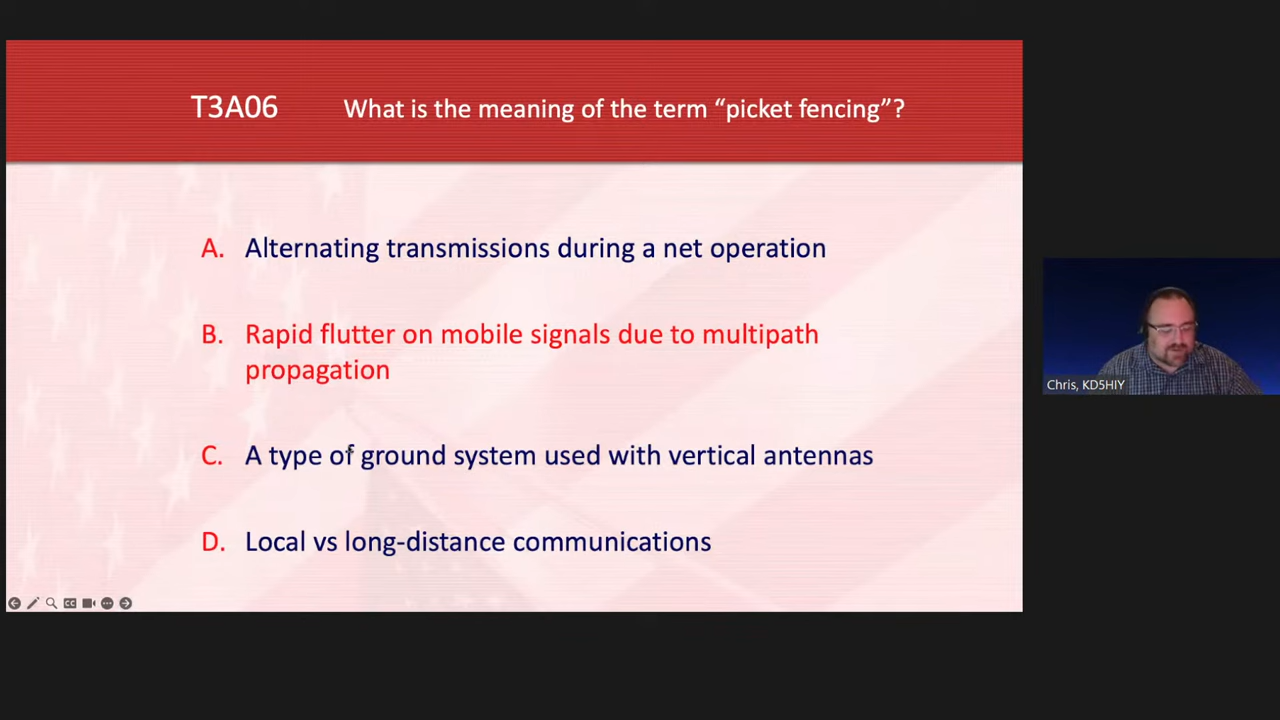 T3A06 What is the meaning of the term “picket fencing”?
A. Alternating transmissions during a net operation
B. Rapid flutter on mobile signals due to multipath
propagation
Chris, KD5HIY
C. A type of ground system used with vertical antennas
D. Local vs long-distance communications
CC